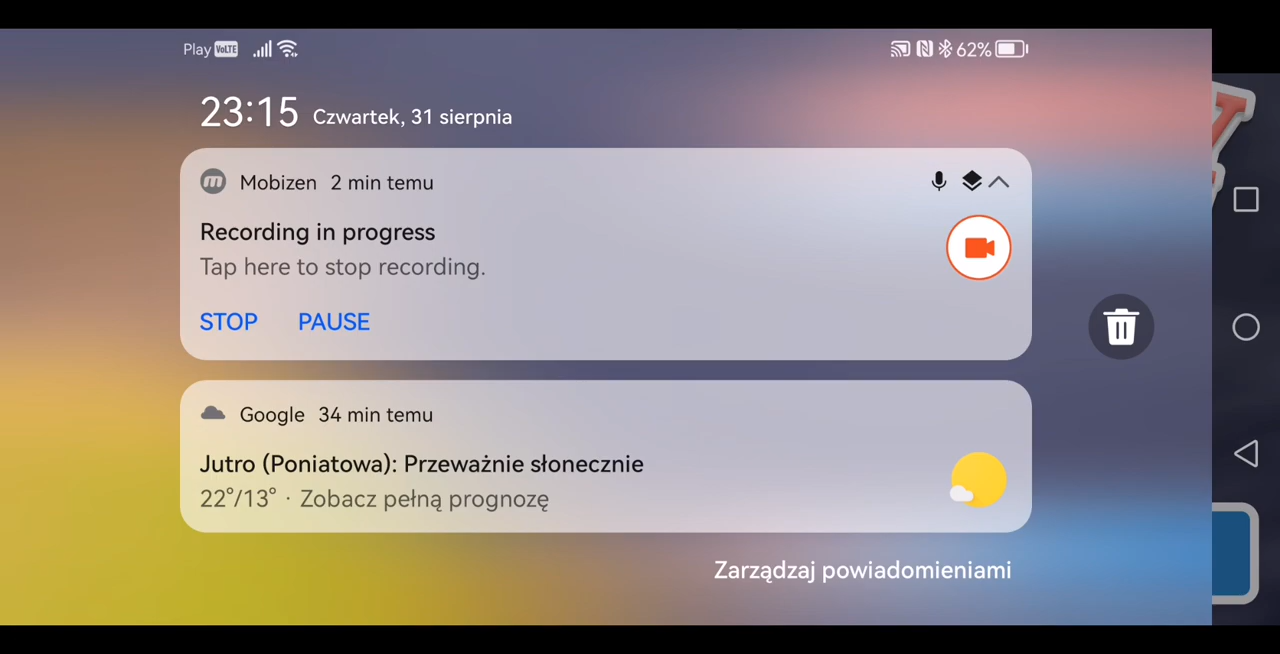 Play VoLTE
62%
23:15 Czwartek, 31 sierpnia
Mobizen 2 min temu
Recording in progress
Tap here to stop recording.
STOP PAUSE
Google 34 min temu
Jutro (Poniatowa): Przeważnie słonecznie
22°/13° · Zobacz pełną prognozę
Zarządzaj powiadomieniami